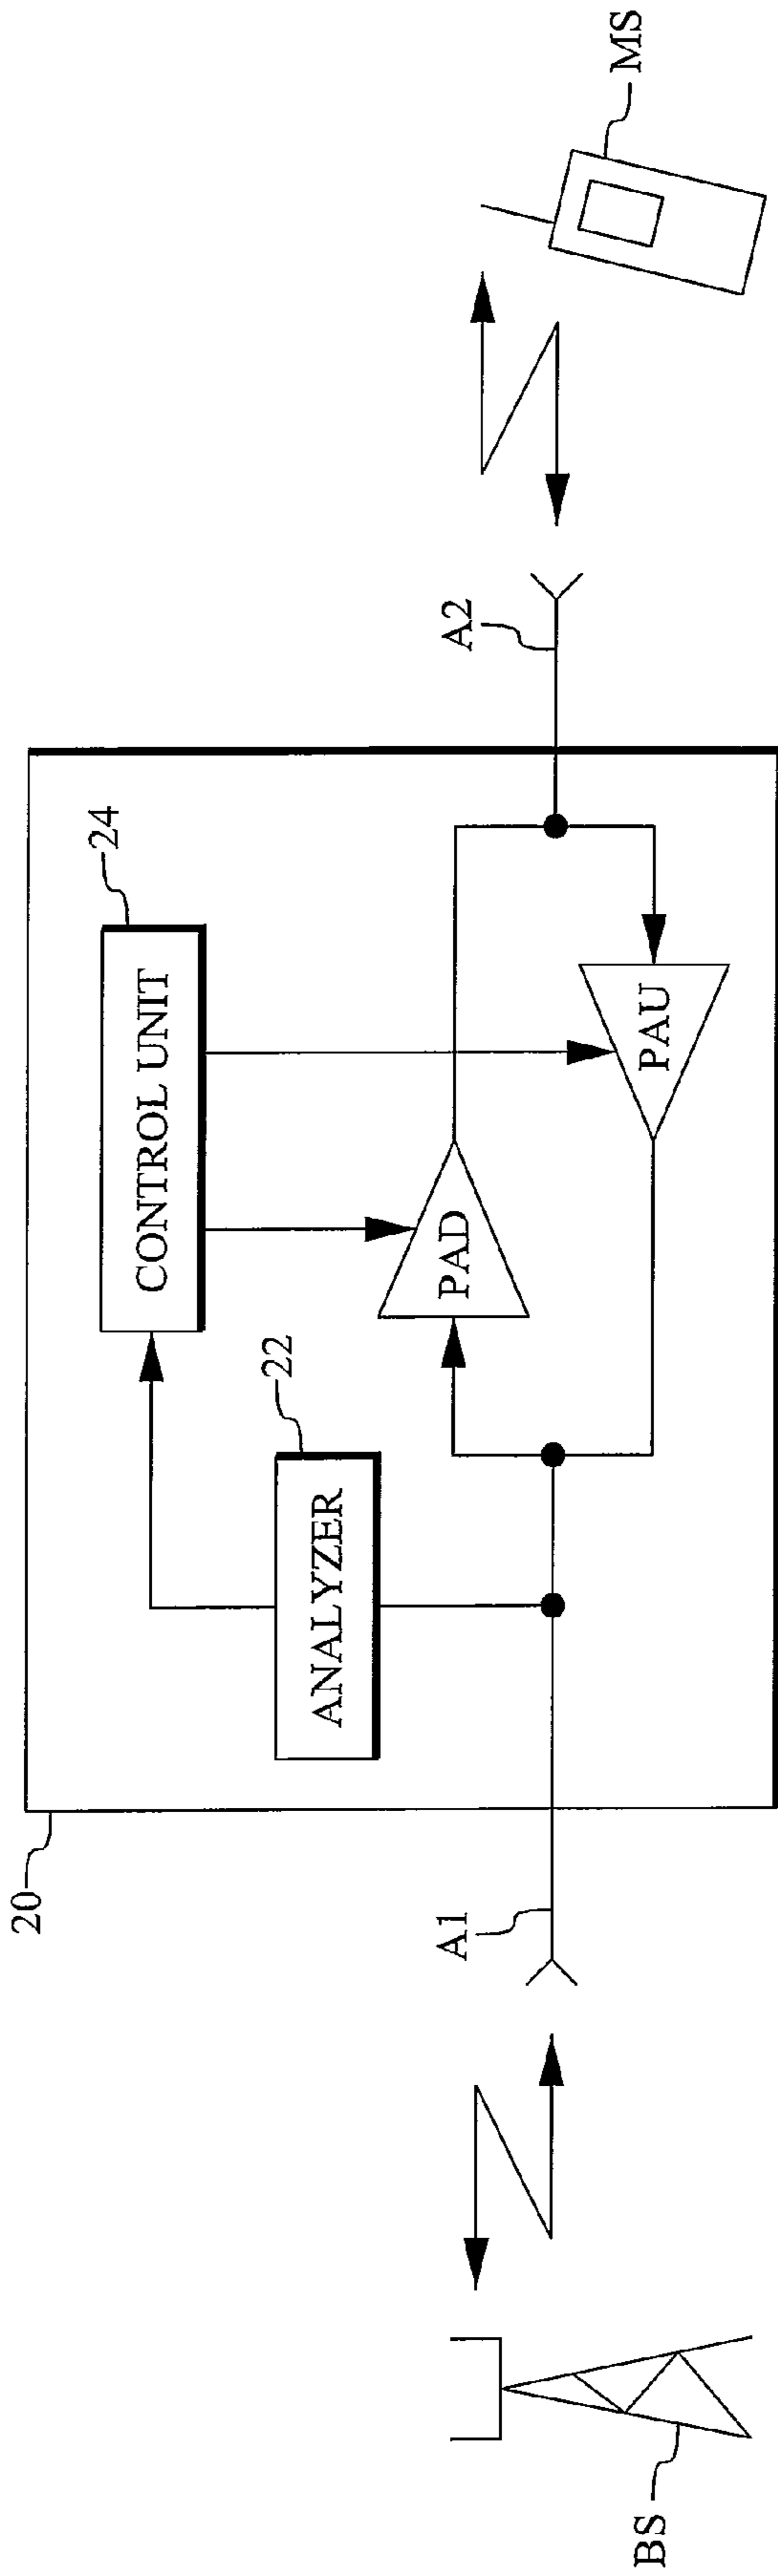 20
24
CONTROL UNIT
22
ANALYZER
PAD
PAU
A1
A2
MS
BS